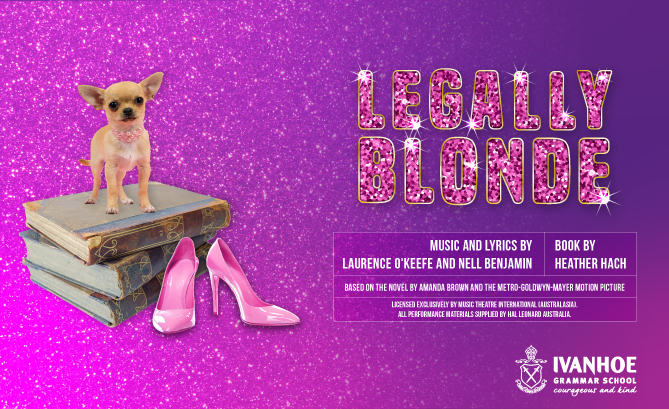 LEGALLY
BLONDE
MUSIC AND LYRICS BY
LAURENCE O'KEEFE AND NELL BENJAMIN
BOOK BY
HEATHER HACH
BASED ON THE NOVEL BY AMANDA BROWN AND THE METRO-GOLDWYN-MAYER MOTION PICTURE
LICENSED EXCLUSIVELY BY MUSIC THEATRE INTERNATIONAL (AUSTRALASIA).
ALL PERFORMANCE MATERIALS SUPPLIED BY HAL LEONARD AUSTRALIA.
IVANHOE
GRAMMAR SCHOOL
courageous and kind